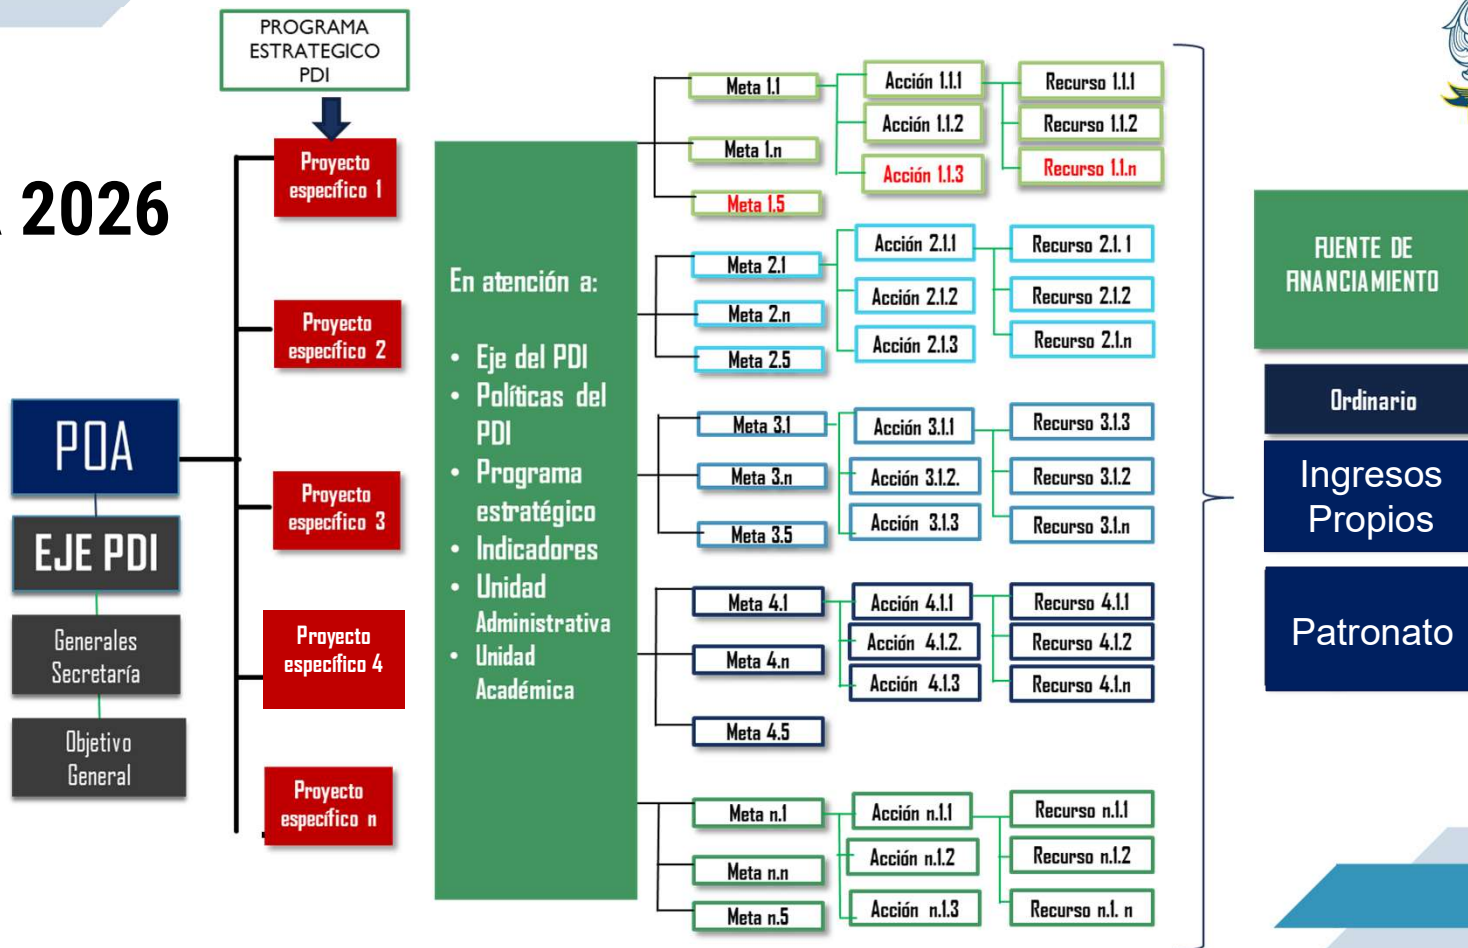 PROGRAMA
ESTRATEGICO
PDI
2026
POA
EJE PDI
Generales
Secretaría
Objetivo
General
Proyecto
específico 1
Proyecto
específico 2
Proyecto
específico 3
Proyecto
específico 4
Proyecto
específico n
En atención a:
• Eje del PDI
• Políticas del
PDI
• Programa
estratégico
• Indicadores
• Unidad
Administrativa
• Unidad
Académica
Meta 1.1
Acción 1.1.1
Recurso 1.1.1
Acción 1.1.2
Recurso 1.1.2
Meta 1.n
Acción 1.1.3
Recurso 1.1.n
Meta 1.5
Meta 2.1
Acción 2.1.1
Recurso 2.1. 1
Meta 2.n
Acción 2.1.2
Recurso 2.1.2
Meta 2.5
Acción 2.1.3
Recurso 2.1.n
Meta 3.1
Acción 3.1.1
Recurso 3.1.3
Meta 3.n
Acción 3.1.2.
Recurso 3.1.2
Meta 3.5
Acción 3.1.3
Recurso 3.1.n
Meta 4.1
Acción 4.1.1
Recurso 4.1.1
Meta 4.n
Acción 4.1.2.
Recurso 4.1.2
Acción 4.1.3
Recurso 4.1.n
Meta 4.5
Meta n.1
Acción n.1.1
Recurso n.1.1
Meta n.n
Acción n.1.2
Recurso n.1.2
Meta n.5
Acción n.1.3
Recurso n.1. n
FUENTE DE
FINANCIAMIENTO
Ordinario
Ingresos
Propios
Patronato